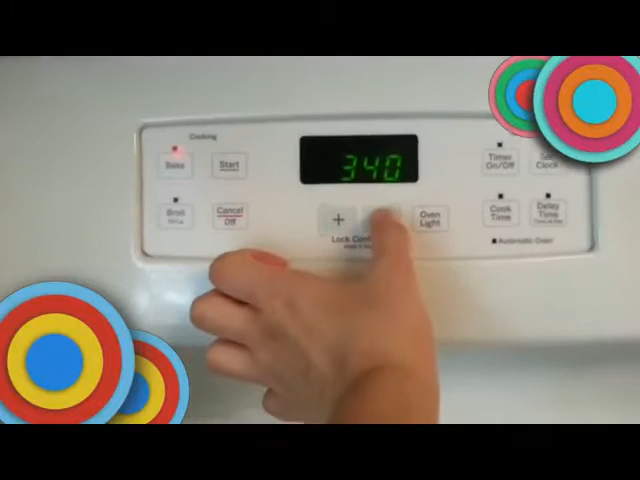 Cooking
Bake
Start
340
Timer
On/Off
Clock
Broil
Cancel
Off
+
Oven
Light
Cook
Time
Delay
Time
Lock
Automatic Oven